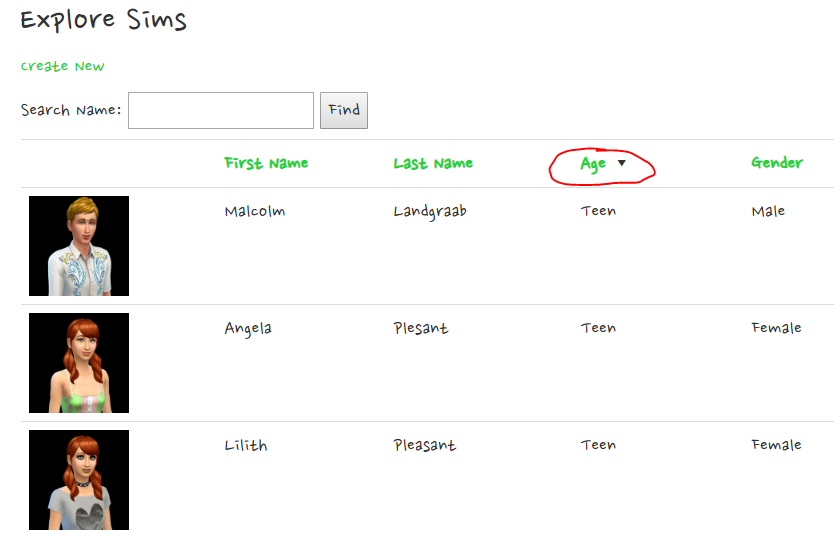 Explore Sims
Create New
Search Name: Find
First Name Last Name Age Gender
Malcolm Landgraab Teen Male
Angela Plesant Teen Female
Lilith Pleasant Teen Female